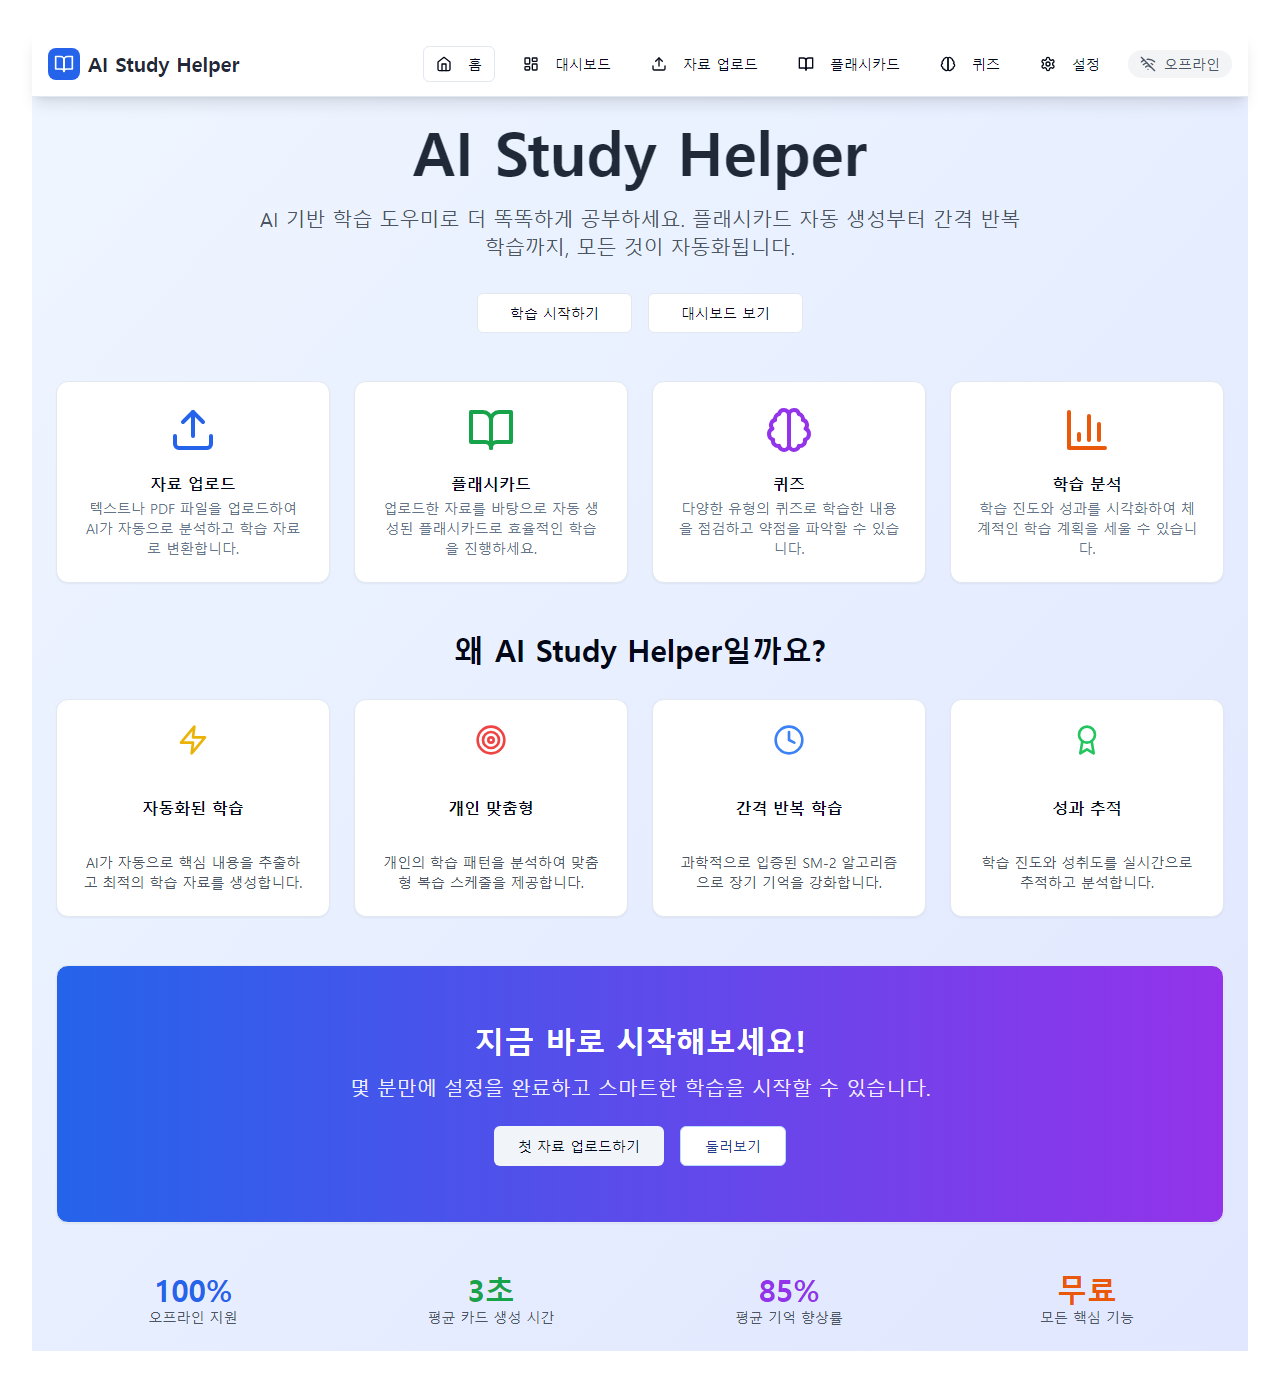 AI Study Helper
홈
대시보드
자료 업로드
플래시카드
퀴즈
설정
오프라인
AI Study Helper
AI 기반 학습 도우미로 더 똑똑하게 공부하세요. 플래시카드 자동 생성부터 간격 반복
학습까지, 모든 것이 자동화됩니다.
학습 시작하기
대시보드 보기
자료 업로드
텍스트나 PDF 파일을 업로드하여
AI가 자동으로 분석하고 학습 자료
로 변환합니다.
플래시카드
업로드한 자료를 바탕으로 자동 생
성된 플래시카드로 효율적인 학습
을 진행하세요.
퀴즈
다양한 유형의 퀴즈로 학습한 내용
을 점검하고 약점을 파악할 수 있습
니다.
학습 분석
학습 진도와 성과를 시각화하여 체
계적인 학습 계획을 세울 수 있습니
다.
왜 AI Study Helper일까요?
자동화된 학습
AI가 자동으로 핵심 내용을 추출하
고 최적의 학습 자료를 생성합니다.
개인 맞춤형
개인의 학습 패턴을 분석하여 맞춤
형 복습 스케줄을 제공합니다.
간격 반복 학습
과학적으로 입증된 SM-2 알고리즘
으로 장기 기억을 강화합니다.
성과 추적
학습 진도와 성취도를 실시간으로
추적하고 분석합니다.
지금 바로 시작해보세요!
몇 분만에 설정을 완료하고 스마트한 학습을 시작할 수 있습니다.
첫 자료 업로드하기
둘러보기
100%
오프라인 지원
3초
평균 카드 생성 시간
85%
평균 기억 향상률
무료
모든 핵심 기능